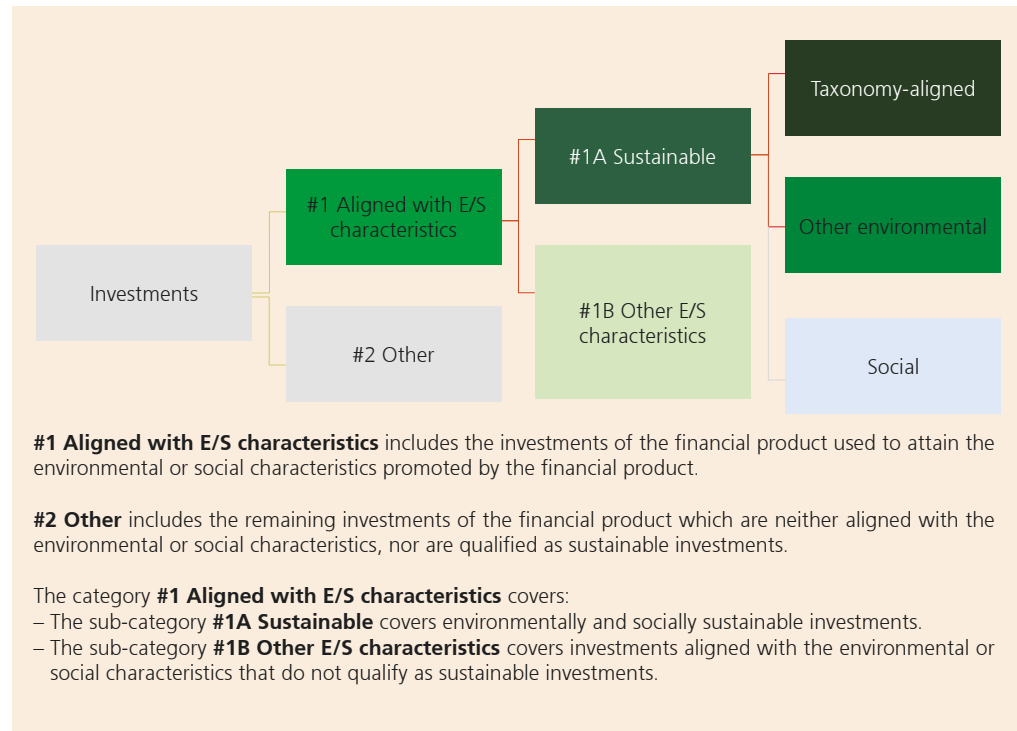 Taxonomy-aligned
#1A Sustainable
#1 Aligned with E/S
characteristics
Other environmental
Investments
#1B Other E/S
characteristics
#2 Other
Social
#1 Aligned with E/S characteristics includes the investments of the financial product used to attain the
environmental or social characteristics promoted by the financial product.
#2 Other includes the remaining investments of the financial product which are neither aligned with the
environmental or social characteristics, nor are qualified as sustainable investments.
The category #1 Aligned with E/S characteristics covers:
– The sub-category #1A Sustainable covers environmentally and socially sustainable investments.
– The sub-category #1B Other E/S characteristics covers investments aligned with the environmental or
social characteristics that do not qualify as sustainable investments.